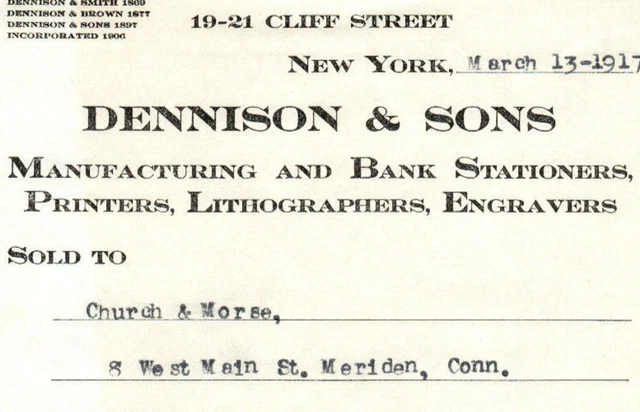 DENNISON & SMITH 1869
DENNISON & BROWN 1877
DENNISON & SONS 1897
INCORPORATED 1906
19-21 CLIFF STREET
NEW YORK, March 13-1917
DENNISON & SONS
MANUFACTURING AND BANK STATIONERS,
PRINTERS, LITHOGRAPHERS, ENGRAVERS
SOLD TO
Church & Morse,
8 West Main St. Meriden, Conn.